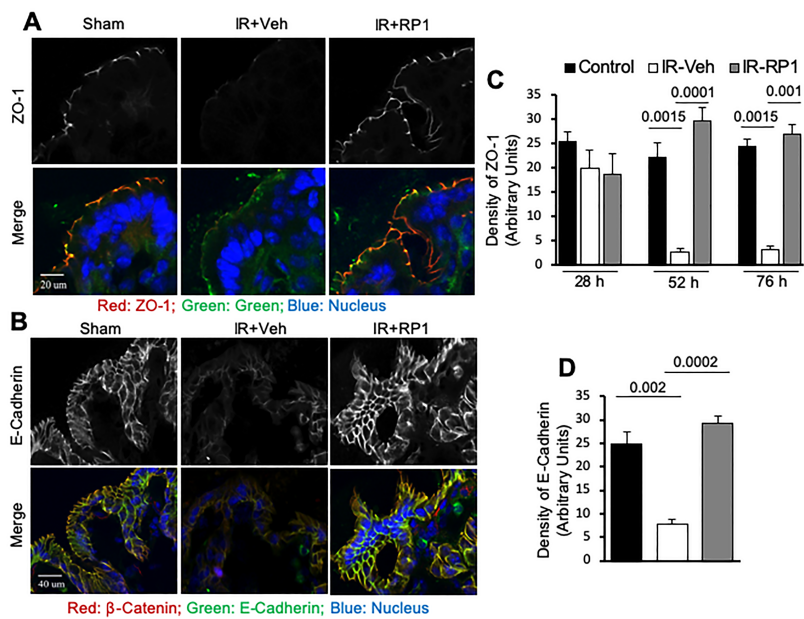 A
Sham
IR+Veh
IR+RP1
ZO-1
Merge
20 um
Red: ZO-1; Green: Green; Blue: Nucleus
B
Sham
IR+Veh
IR+RP1
E-Cadherin
Merge
40 um
Red: β-Catenin; Green: E-Cadherin; Blue: Nucleus
C
Control
IR-Veh
IR-RP1
Density of ZO-1
(Arbitrary Units)
35
30
25
20
15
10
5
0
0.0015
0.0001
0.0015
0.001
28 h
52 h
76 h
D
Density of E-Cadherin
(Arbitrary Units)
35
30
25
20
15
10
5
0
0.002
0.0002